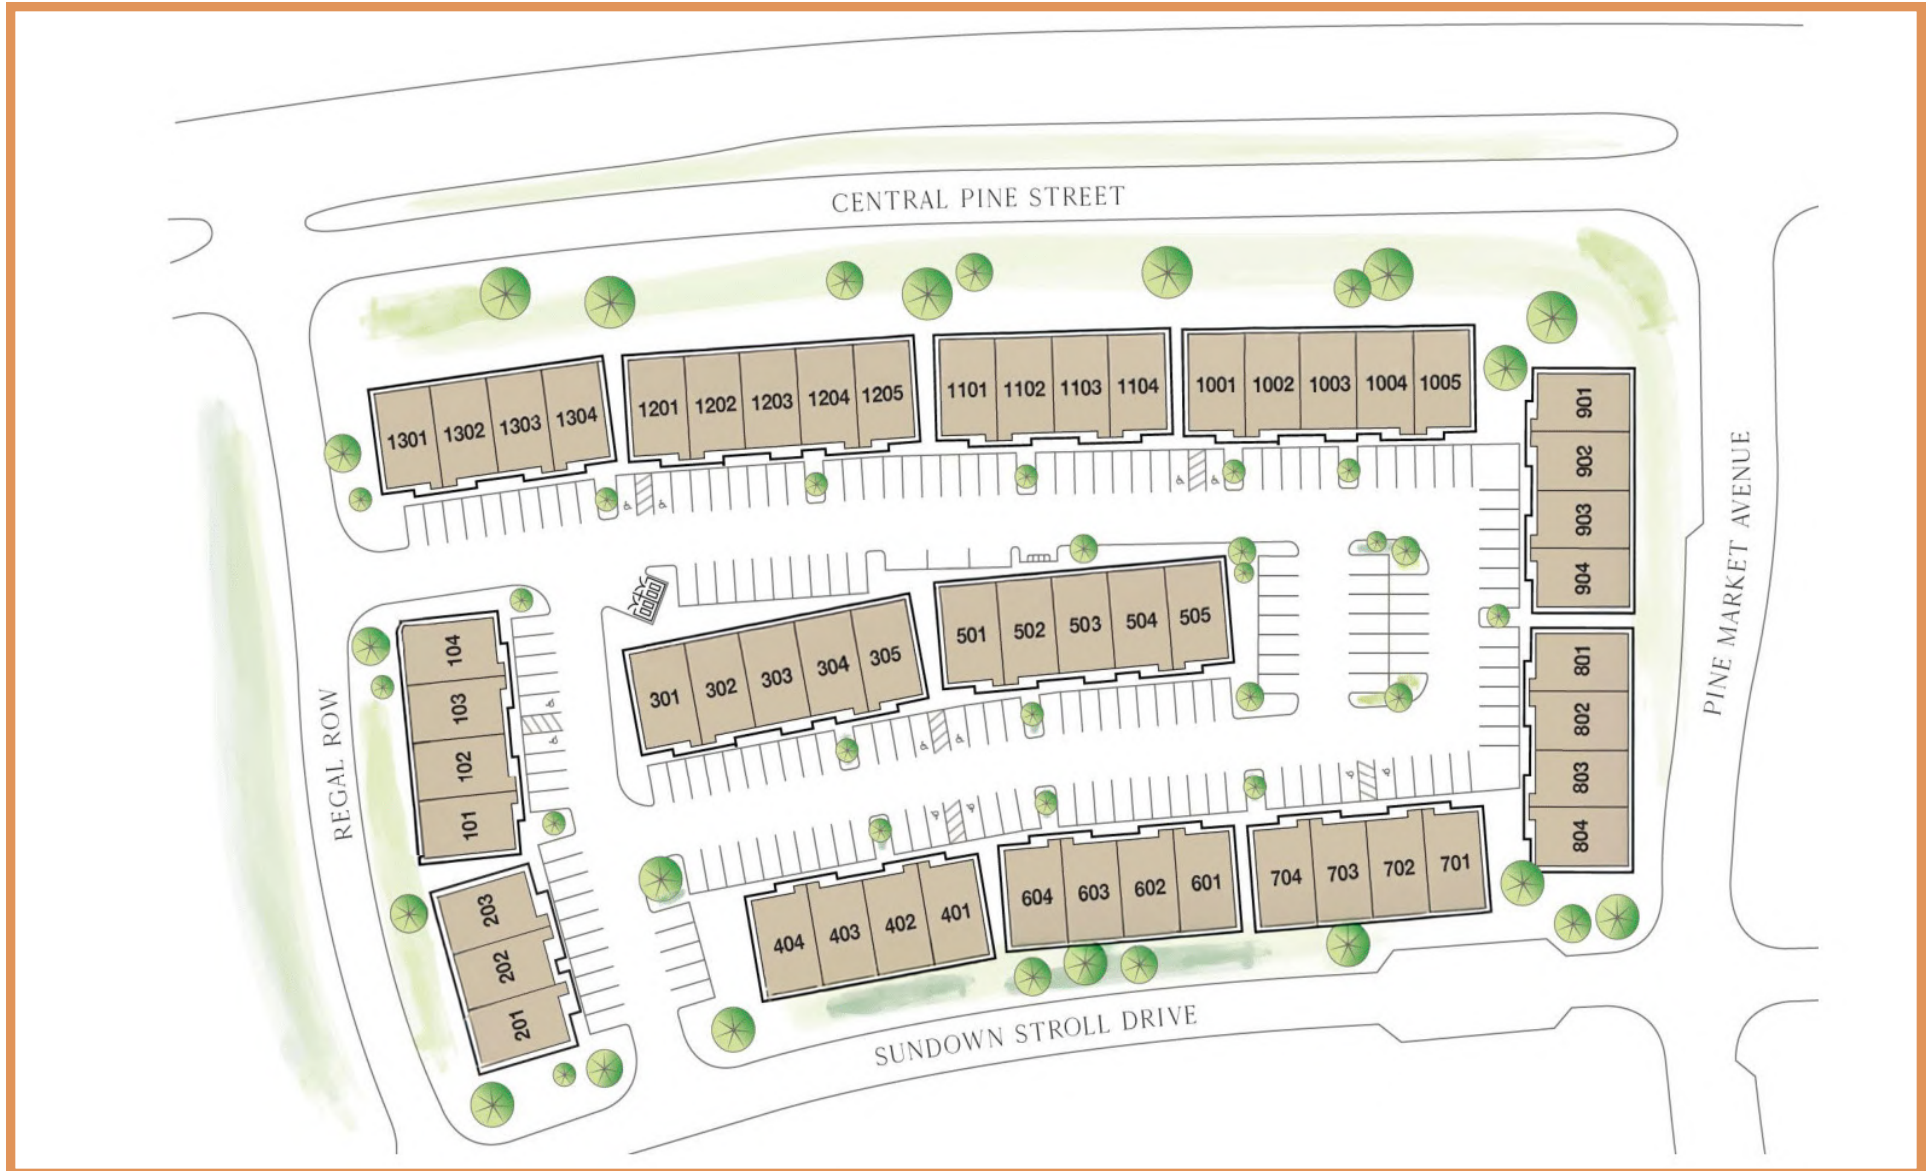 CENTRAL PINE STREET
1301 1302 1303 1304
1201 1202 1203 1204 1205
1101 1102 1103 1104
1001 1002 1003 1004 1005
901
902
903
904
801
802
803
804
PINE MARKET AVENUE
104
103
102
101
REGAL ROW
203
202
201
301 302 303 304 305
501 502 503 504 505
404 403 402 401
604 603 602 601
704 703 702 701
SUNDOWN STROLL DRIVE